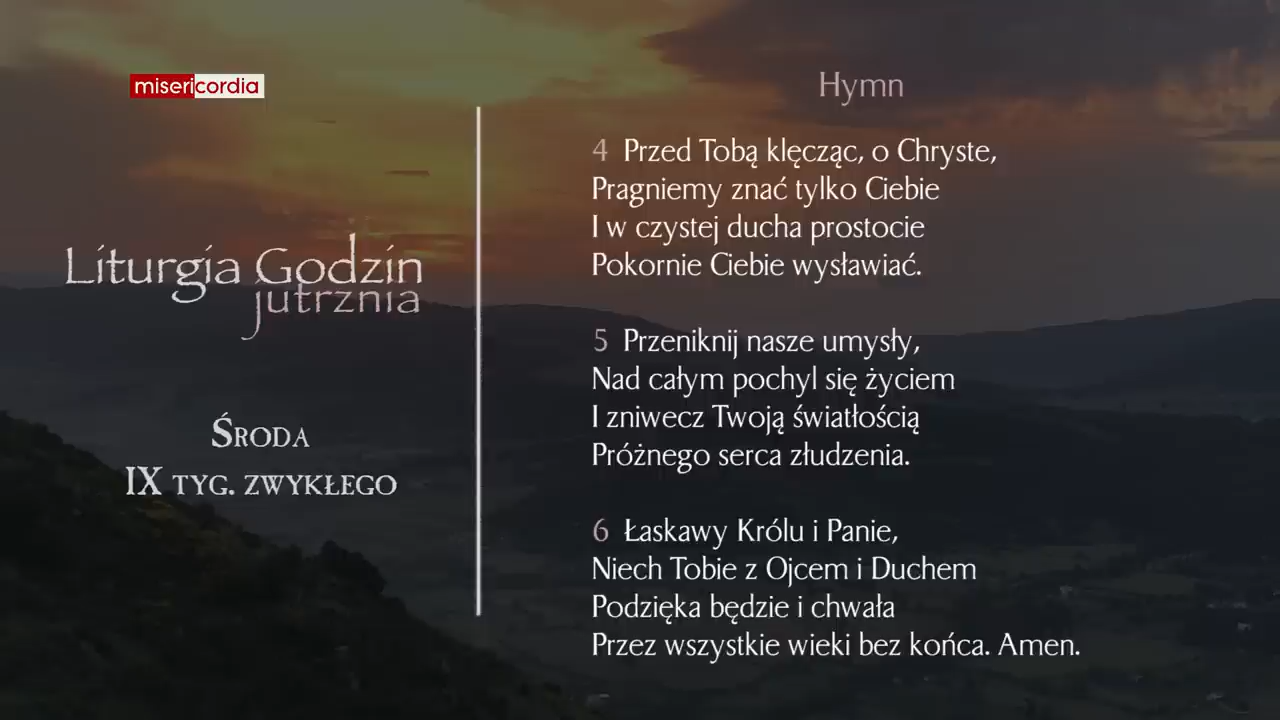 misericordia
Liturgia Godzin
jutrznia
Środa
IX tyg. zwykłego
Hymn
4 Przed Tobą klęcząc, o Chryste,
Pragniemy znać tylko Ciebie
I w czystej ducha prostocie
Pokornie Ciebie wysławiać.
5 Przeniknij nasze umysły,
Nad całym pochyl się życiem
I zniwecz Twoją światłością
Próżnego serca złudzenia.
6 Łaskawy Królu i Panie,
Niech Tobie z Ojcem i Duchem
Podzięka będzie i chwała
Przez wszystkie wieki bez końca. Amen.